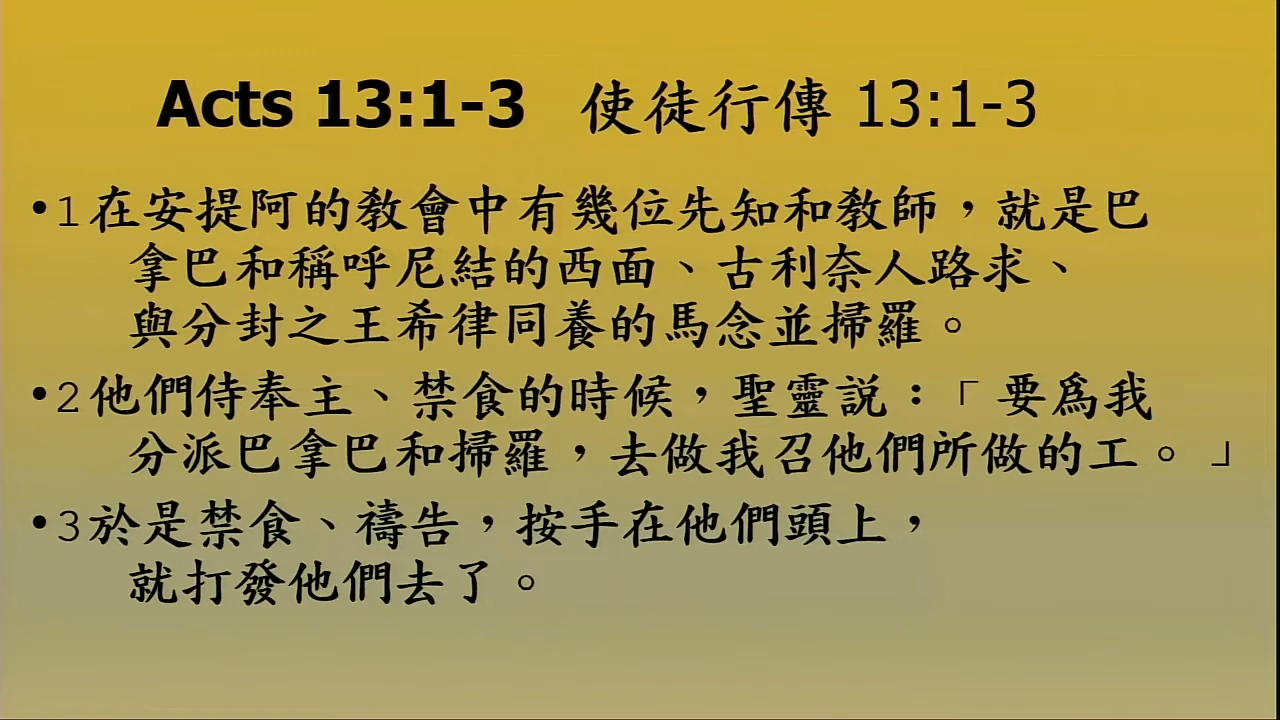 Acts 13:1-3 使徒行傳 13:1-3
•1在安提阿的教會中有幾位先知和教師，就是巴
拿巴和稱呼尼結的西面、古利奈人路求、
與分封之王希律同養的馬念並掃羅。
•2他們侍奉主、禁食的時候，聖靈說：「要為我
分派巴拿巴和掃羅，去做我召他們所做的工。」
•3於是禁食、禱告，按手在他們頭上，
就打發他們去了。